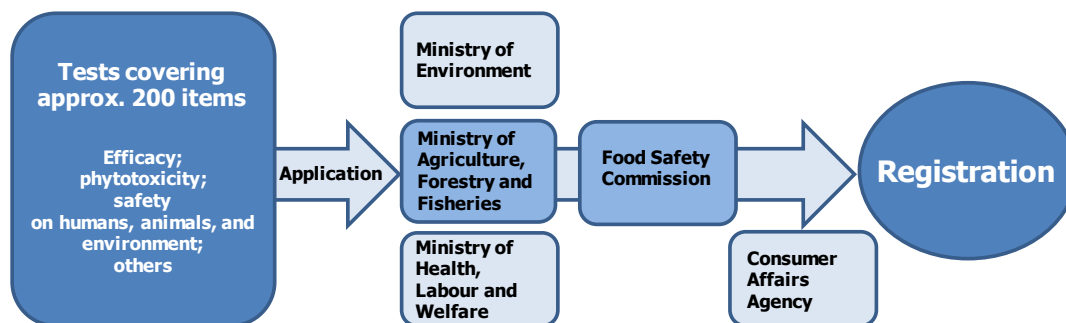 Tests covering
approx. 200 items
Efficacy;
phytotoxicity;
safety
on humans, animals, and
environment;
others
Application
Ministry of
Environment
Ministry of
Agriculture,
Forestry and
Fisheries
Ministry of
Health,
Labour and
Welfare
Food Safety
Commission
Consumer
Affairs
Agency
Registration